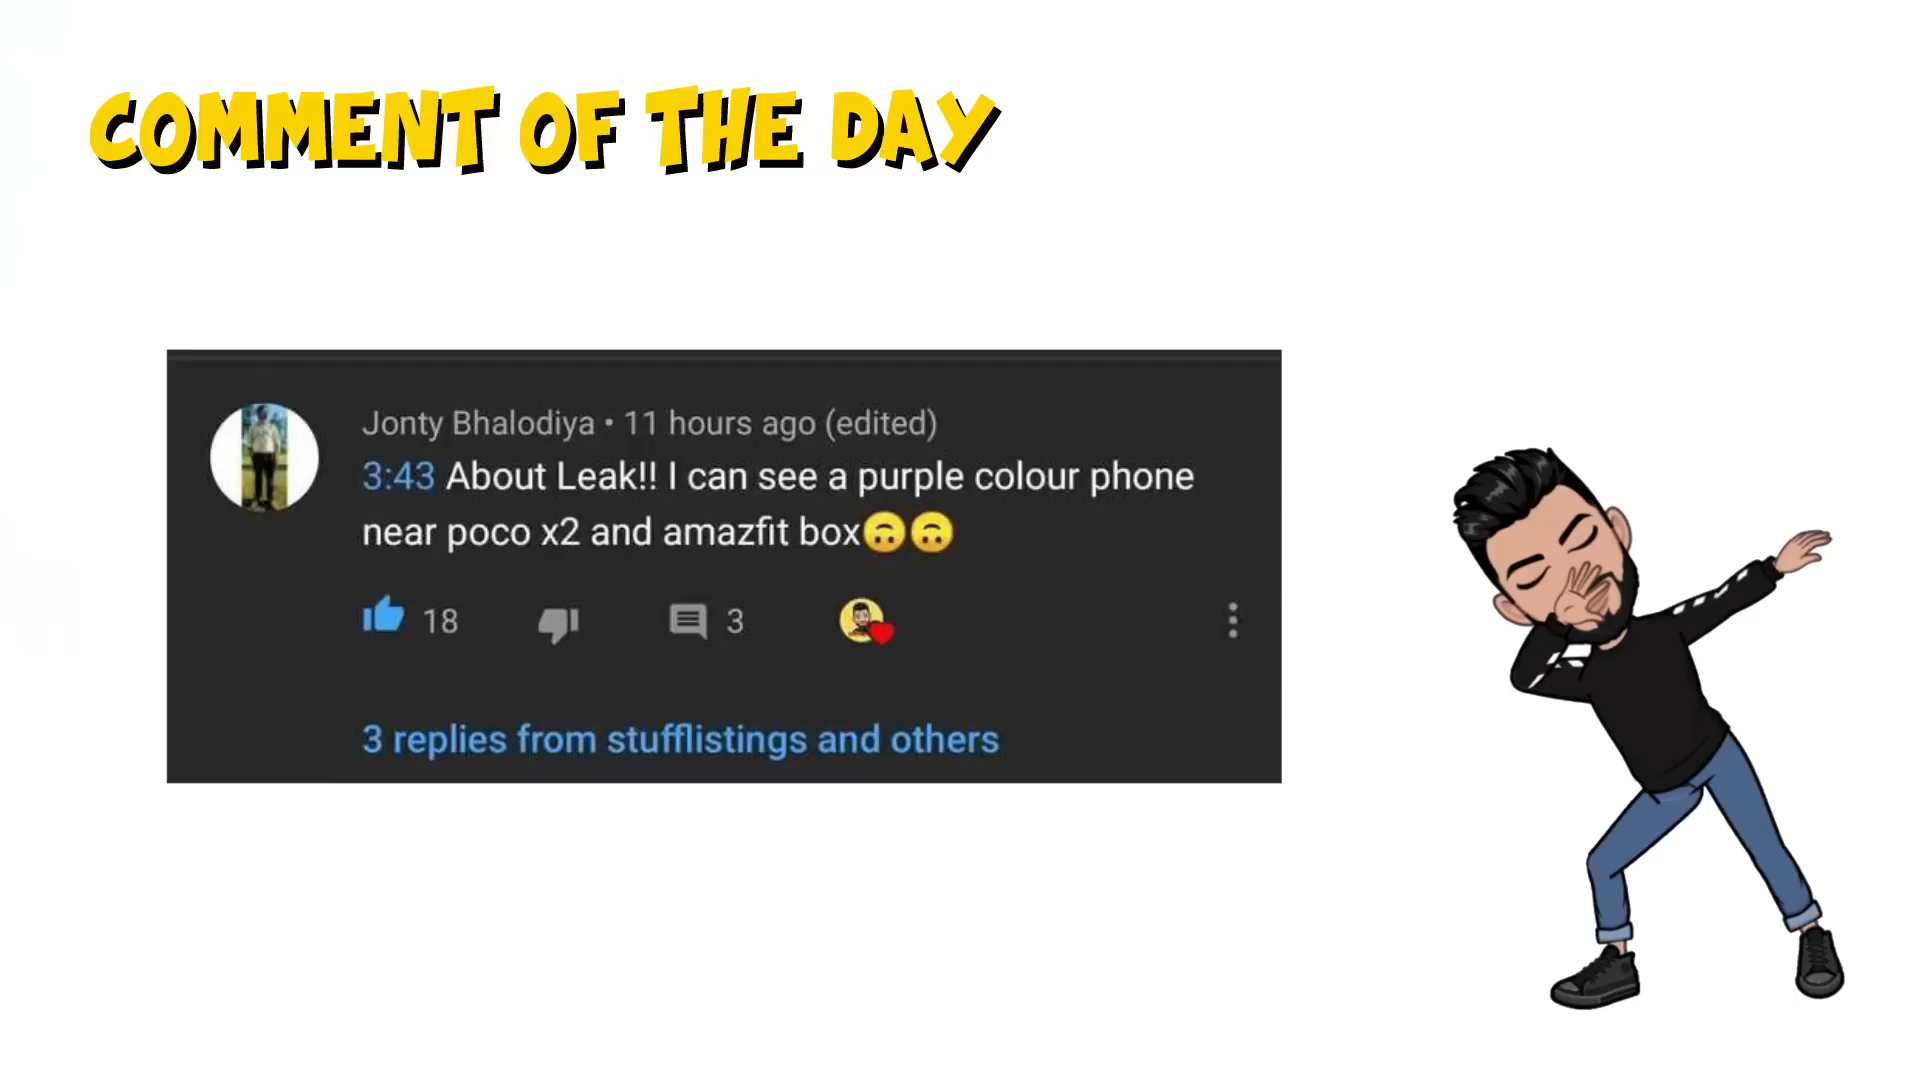 COMMENT OF THE DAY
Jonty Bhalodiya • 11 hours ago (edited)
3:43 About Leak!! I can see a purple colour phone
near poco x2 and amazfit box🙃🙃
18 3
3 replies from stufflistings and others